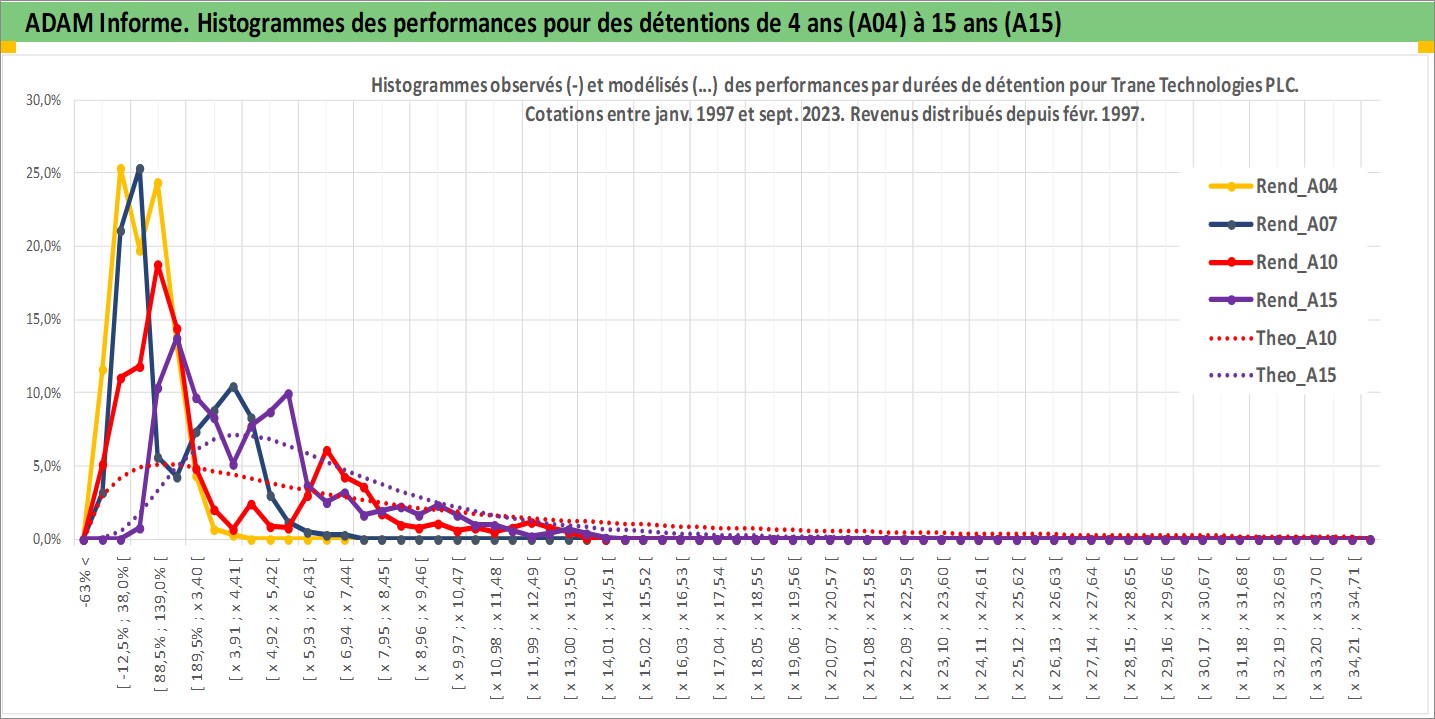 ADAM Informe. Histogrammes des performances pour des détentions de 4 ans (A04) à 15 ans (A15)
Histogrammes observés (-) et modélisés (...) des performances par durées de détention pour Trane Technologies PLC.
Cotations entre janv. 1997 et sept. 2023. Revenus distribués depuis févr. 1997.
30,0%
25,0%
20,0%
15,0%
10,0%
5,0%
0,0%
Rend_A04
Rend_A07
Rend_A10
Rend_A15
Theo_A10
Theo_A15
-63% <
[ -12,5% ; 38,0% [
[ 88,5% ; 139,0% [
[ 189,5% ; x 3,40 [
[ x 3,91 ; x 4,41 [
[ x 4,92 ; x 5,42 [
[ x 5,93 ; x 6,43 [
[ x 6,94 ; x 7,44 [
[ x 7,95 ; x 8,45 [
[ x 8,96 ; x 9,46 [
[ x 9,97 ; x 10,47 [
[ x 10,98 ; x 11,48 [
[ x 11,99 ; x 12,49 [
[ x 13,00 ; x 13,50 [
[ x 14,01 ; x 14,51 [
[ x 15,02 ; x 15,52 [
[ x 16,03 ; x 16,53 [
[ x 17,04 ; x 17,54 [
[ x 18,05 ; x 18,55 [
[ x 19,06 ; x 19,56 [
[ x 20,07 ; x 20,57 [
[ x 21,08 ; x 21,58 [
[ x 22,09 ; x 22,59 [
[ x 23,10 ; x 23,60 [
[ x 24,11 ; x 24,61 [
[ x 25,12 ; x 25,62 [
[ x 26,13 ; x 26,63 [
[ x 27,14 ; x 27,64 [
[ x 28,15 ; x 28,65 [
[ x 29,16 ; x 29,66 [
[ x 30,17 ; x 30,67 [
[ x 31,18 ; x 31,68 [
[ x 32,19 ; x 32,69 [
[ x 33,20 ; x 33,70 [
[ x 34,21 ; x 34,71 [